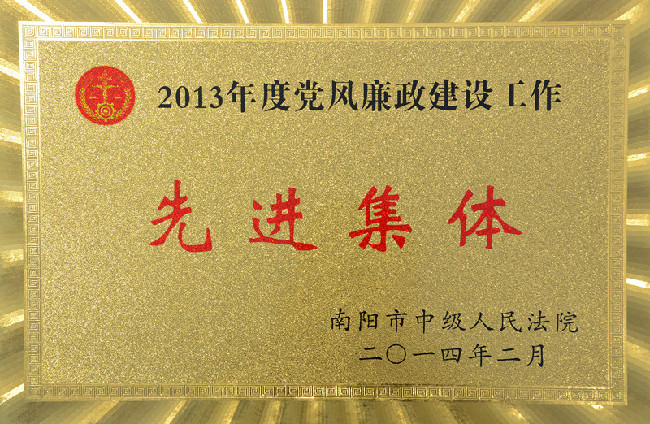 2013年度党风廉政建设工作
先进集体
南阳市中级人民法院
二〇一四年二月